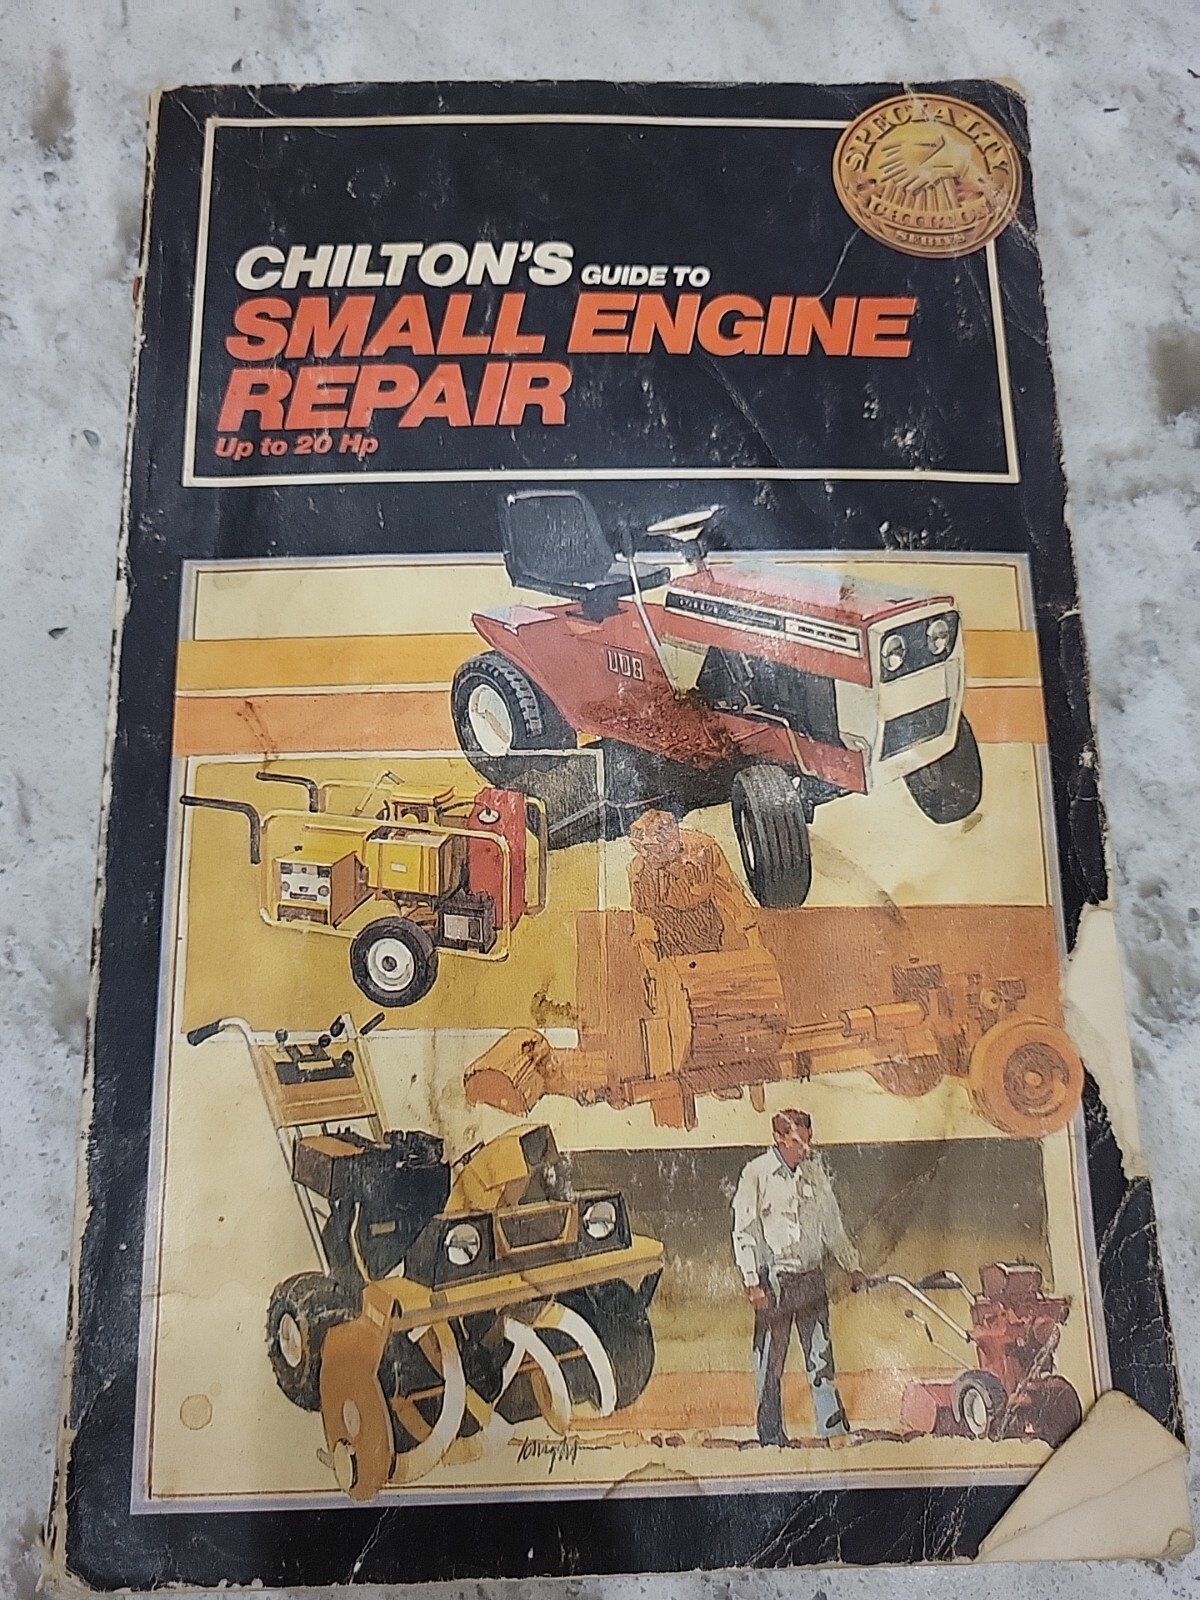 SPECIALTY
SERIES
CHILTON'S GUIDE TO
SMALL ENGINE
REPAIR
Up to 20 Hp